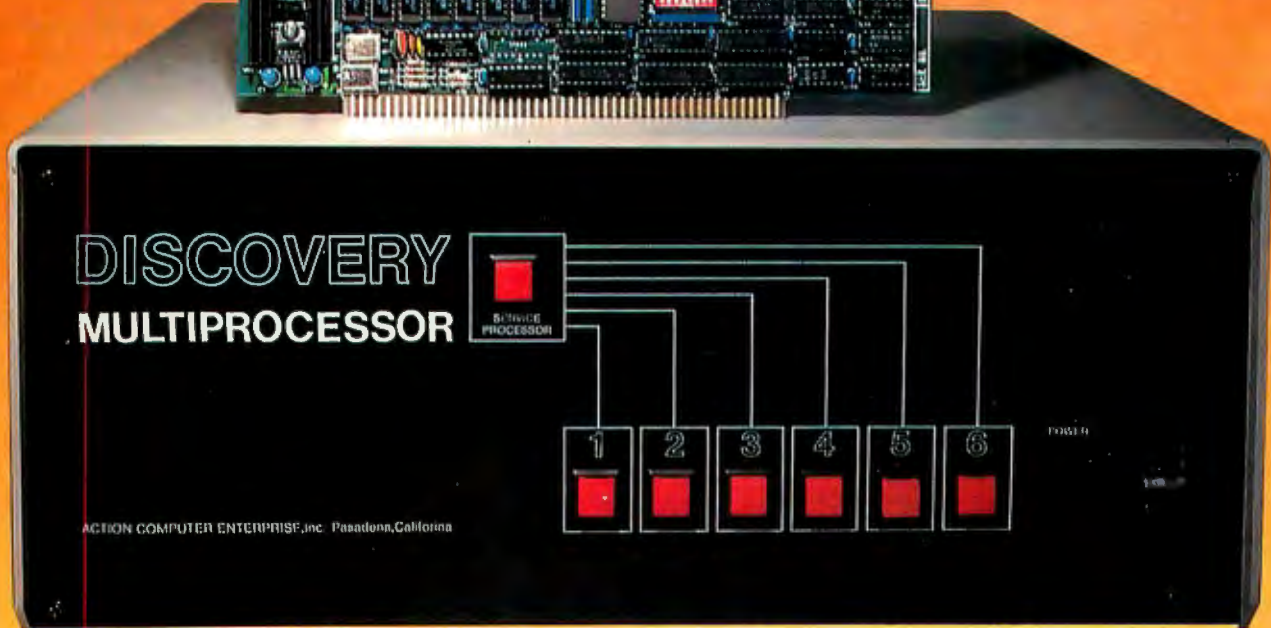 DISCOVERY
MULTIPROCESSOR
SERVICE
PROCESSOR
1 2 3 4 5 6
POWER
ACTION COMPUTER ENTERPRISE, Inc. Pasadena, California